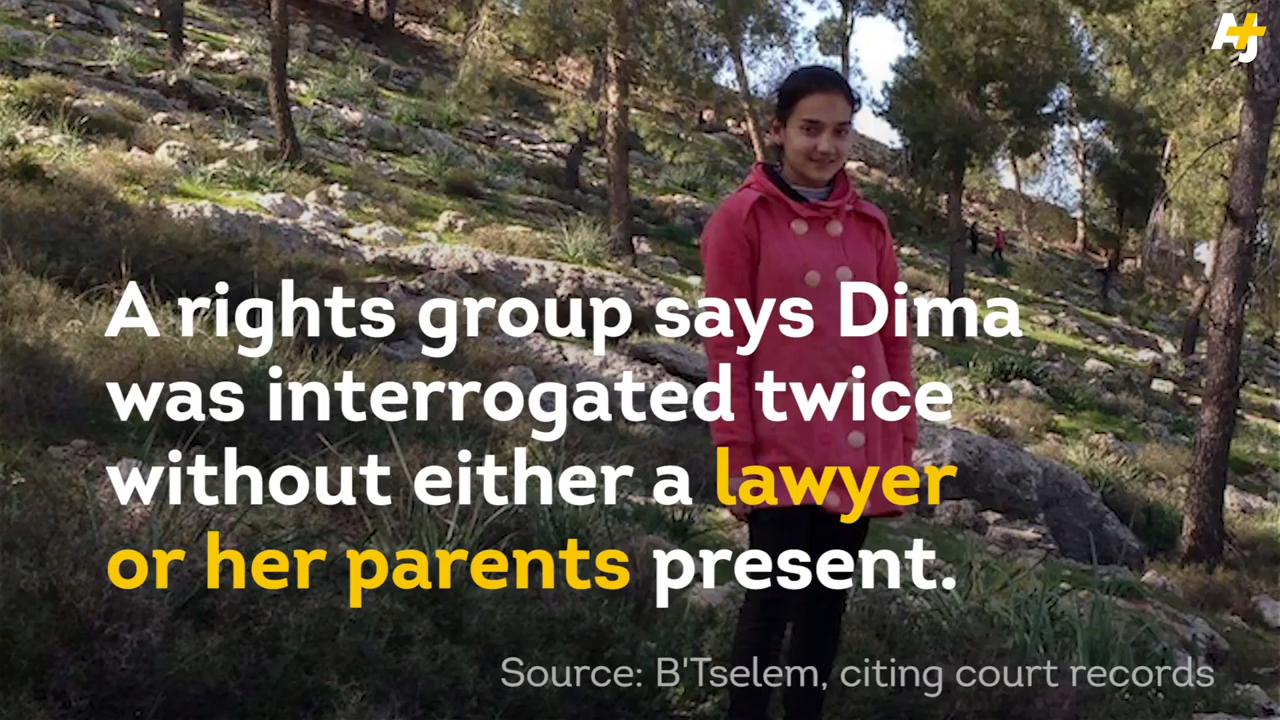 AJ+
A rights group says Dima
was interrogated twice
without either a lawyer
or her parents present.
Source: B'Tselem, citing court records